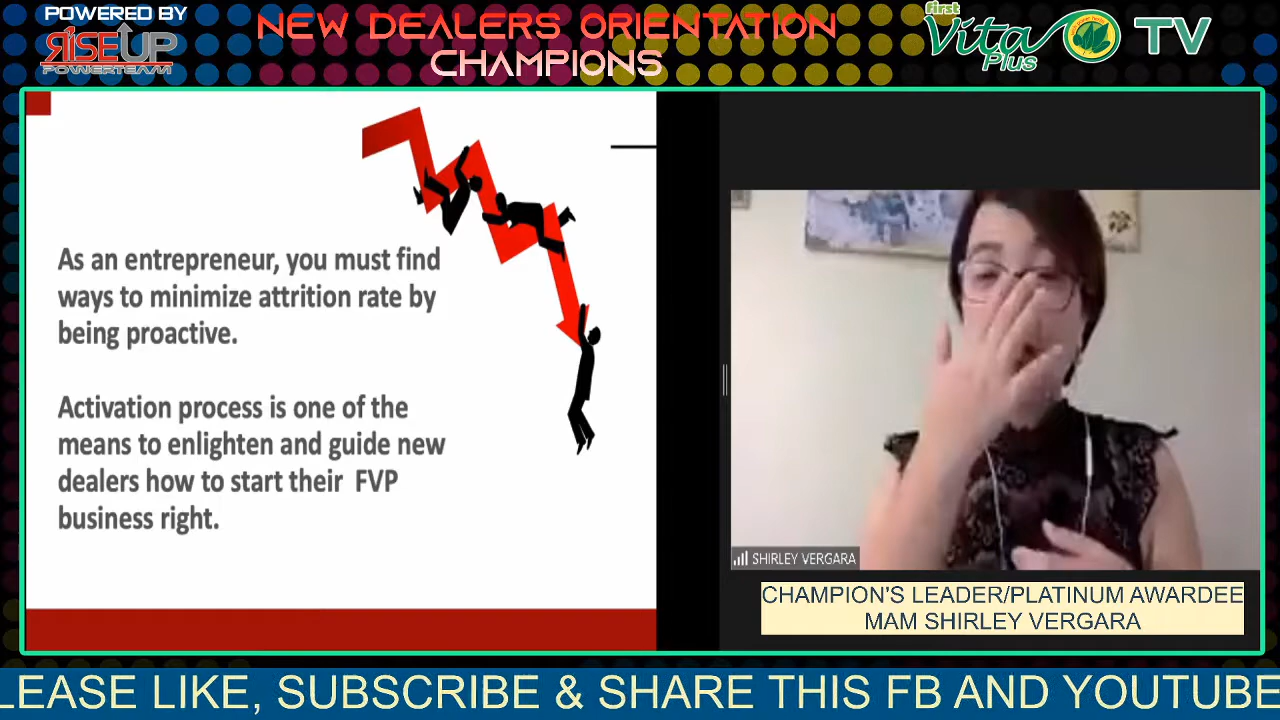 POWERED BY
RISEUP
POWERTEAM
NEW DEALERS ORIENTATION
CHAMPIONS
first
Vita
Plus
TV
As an entrepreneur, you must find
ways to minimize attrition rate by
being proactive.
Activation process is one of the
means to enlighten and guide new
dealers how to start their FVP
business right.
SHIRLEY VERGARA
CHAMPION'S LEADER/PLATINUM AWARDEE
MAM SHIRLEY VERGARA
LEASE LIKE, SUBSCRIBE & SHARE THIS FB AND YOUTUBE